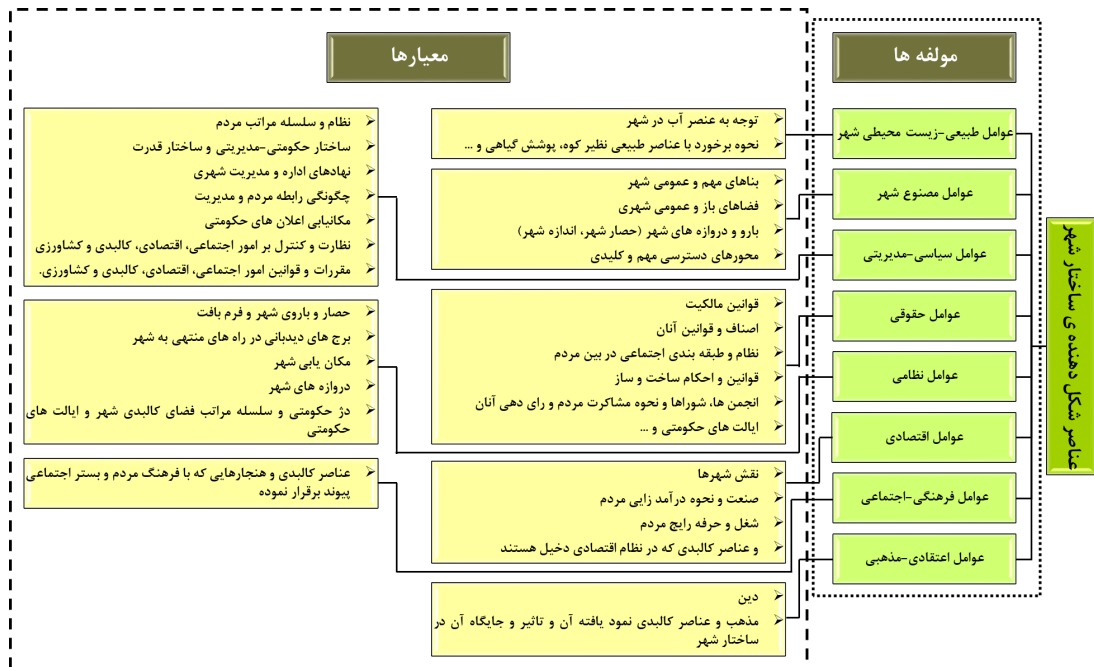 مولفه ها
معیارها
عناصر شکل دهنده ی ساختار شهر
عوامل طبیعی-زیست محیطی شهر
عوامل مصنوع شهر
عوامل سیاسی-مدیریتی
عوامل حقوقی
عوامل نظامی
عوامل اقتصادی
عوامل فرهنگی-اجتماعی
عوامل اعتقادی-مذهبی
توجه به عنصر آب در شهر
نحوه برخورد با عناصر طبیعی نظیر کوه، پوشش گیاهی و ...
بناهای مهم و عمومی شهر
فضاهای باز و عمومی شهری
بارو و دروازه های شهر (حصار شهر، اندازه شهر)
محورهای دسترسی مهم و کلیدی
قوانین مالکیت
اصناف و قوانین آنان
نظام و طبقه بندی اجتماعی در بین مردم
قوانین و احکام ساخت و ساز
انجمن ها، شوراها و نحوه مشاکرت مردم و رای دهی آنان
ایالت های حکومتی و ...
نقش شهرها
صنعت و نحوه درآمد زایی مردم
شغل و حرفه رایج مردم
و عناصر کالبدی که در نظام اقتصادی دخیل هستند
دین
مذهب و عناصر کالبدی نمود یافته آن و تاثیر و جایگاه آن در
ساختار شهر
نظام و سلسله مراتب مردم
ساختار حکومتی-مدیریتی و ساختار قدرت
نهادهای اداره و مدیریت شهری
چگونگی رابطه مردم و مدیریت
مکانیابی اعلان های حکومتی
نظارت و کنترل بر امور اجتماعی، اقتصادی، کالبدی و کشاورزی
مقررات و قوانین امور اجتماعی، اقتصادی، کالبدی و کشاورزی.
حصار و باروی شهر و فرم بافت
برج های دیدبانی در راه های منتهی به شهر
مکان یابی شهر
دروازه های شهر
دژ حکومتی و سلسله مراتب فضای کالبدی شهر و ایالت های
حکومتی
عناصر کالبدی و هنجارهایی که با فرهنگ مردم و بستر اجتماعی
پیوند برقرار نموده